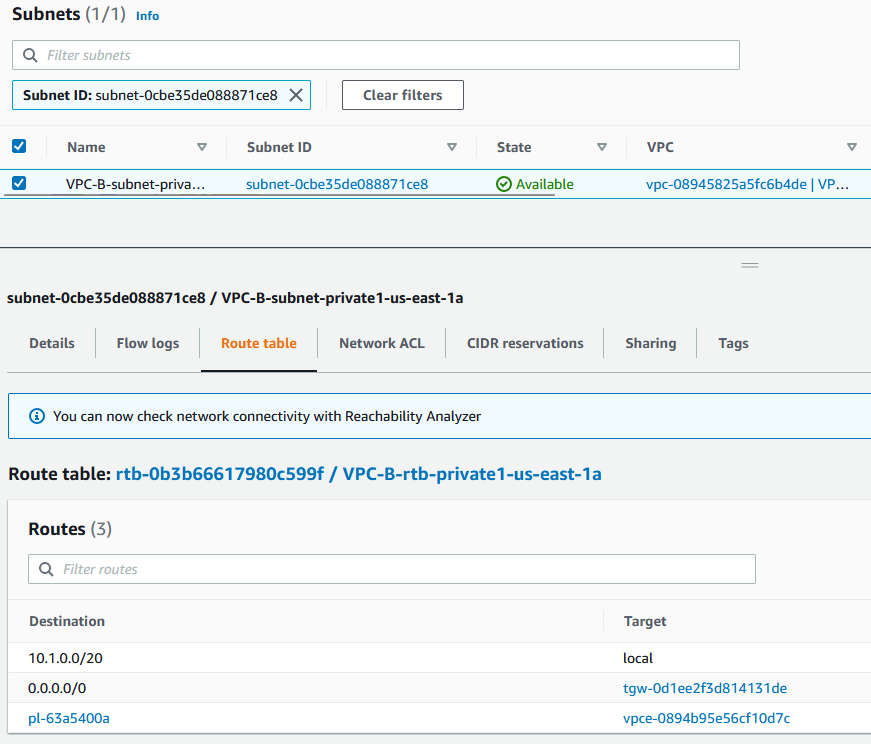 Subnets (1/1) Info
Filter subnets
Subnet ID: subnet-0cbe35de088871ce8
Clear filters
Name Subnet ID State VPC
VPC-B-subnet-priva... subnet-0cbe35de088871ce8 Available vpc-08945825a5fc6b4de | VP...
subnet-0cbe35de088871ce8 / VPC-B-subnet-private1-us-east-1a
Details Flow logs Route table Network ACL CIDR reservations Sharing Tags
You can now check network connectivity with Reachability Analyzer
Route table: rtb-0b3b66617980c599f / VPC-B-rtb-private1-us-east-1a
Routes (3)
Filter routes
Destination Target
10.1.0.0/20 local
0.0.0.0/0 tgw-0d1ee2f3d814131de
pl-63a5400a vpce-0894b95e56cf10d7c